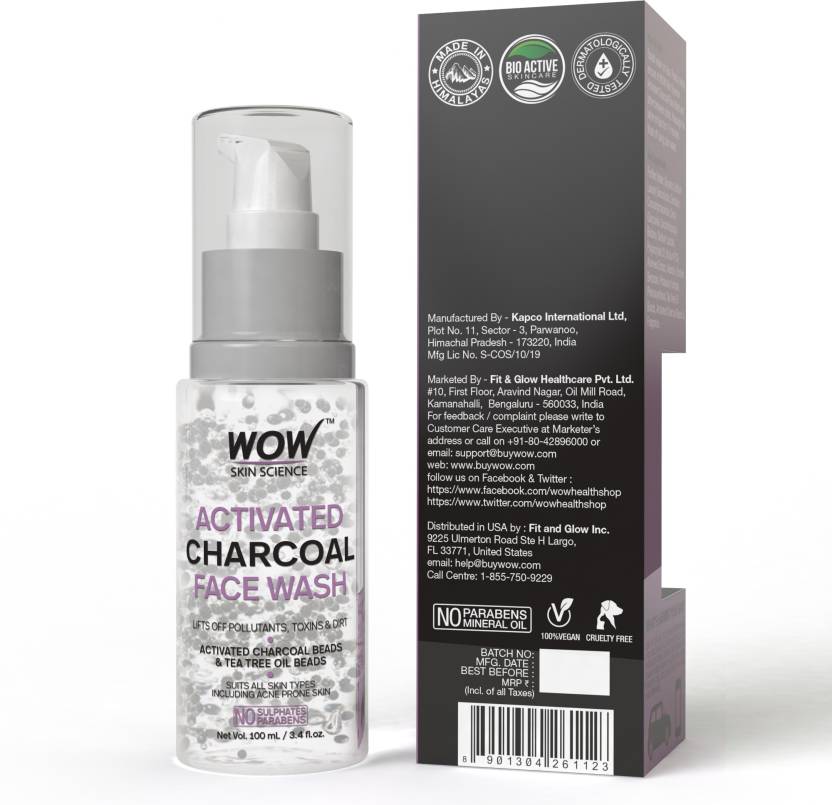 WOW™
SKIN SCIENCE
ACTIVATED
CHARCOAL
FACE WASH
LIFTS OFF POLLUTANTS, TOXINS & DIRT
ACTIVATED CHARCOAL BEADS
& TEA TREE OIL BEADS
SUITS ALL SKIN TYPES
INCLUDING ACNE PRONE SKIN
NO SULPHATES
PARABENS
Net Vol. 100 mL / 3.4 fl.oz.
MADE IN
HIMALAYAS
BIO ACTIVE
SKINCARE
DERMATOLOGICALLY
TESTED
Manufactured By - Kapco International Ltd,
Plot No. 11, Sector - 3, Parwanoo,
Himachal Pradesh - 173220, India
Mfg Lic No. S-COS/10/19
Marketed By - Fit & Glow Healthcare Pvt. Ltd.
#10, First Floor, Aravind Nagar, Oil Mill Road,
Kamanahalli, Bengaluru - 560033, India
For feedback / complaint please write to
Customer Care Executive at Marketer's
address or call on +91-80-42896000 or
email: support@buywow.com
web: www.buywow.com
follow us on Facebook & Twitter :
https://www.facebook.com/wowhealthshop
https://www.twitter.com/wowhealthshop
Distributed in USA by : Fit and Glow Inc.
9225 Ulmerton Road Ste H Largo,
FL 33771, United States
email: help@buywow.com
Call Centre: 1-855-750-9229
NO PARABENS
MINERAL OIL
100%VEGAN
CRUELTY FREE
BATCH NO:
MFG. DATE :
BEST BEFORE :
MRP ₹ :
(Incl. of all Taxes)
8 901304 261123